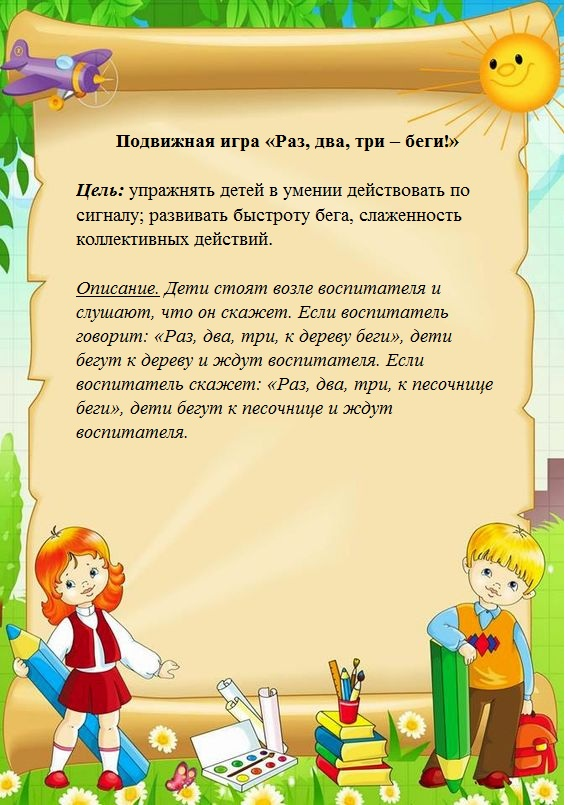 Подвижная игра «Раз, два, три – беги!»
Цель: упражнять детей в умении действовать по
сигналу; развивать быстроту бега, слаженность
коллективных действий.
Описание. Дети стоят возле воспитателя и
слушают, что он скажет. Если воспитатель
говорит: «Раз, два, три, к дереву беги», дети
бегут к дереву и ждут воспитателя. Если
воспитатель скажет: «Раз, два, три, к песочнице
беги», дети бегут к песочнице и ждут
воспитателя.